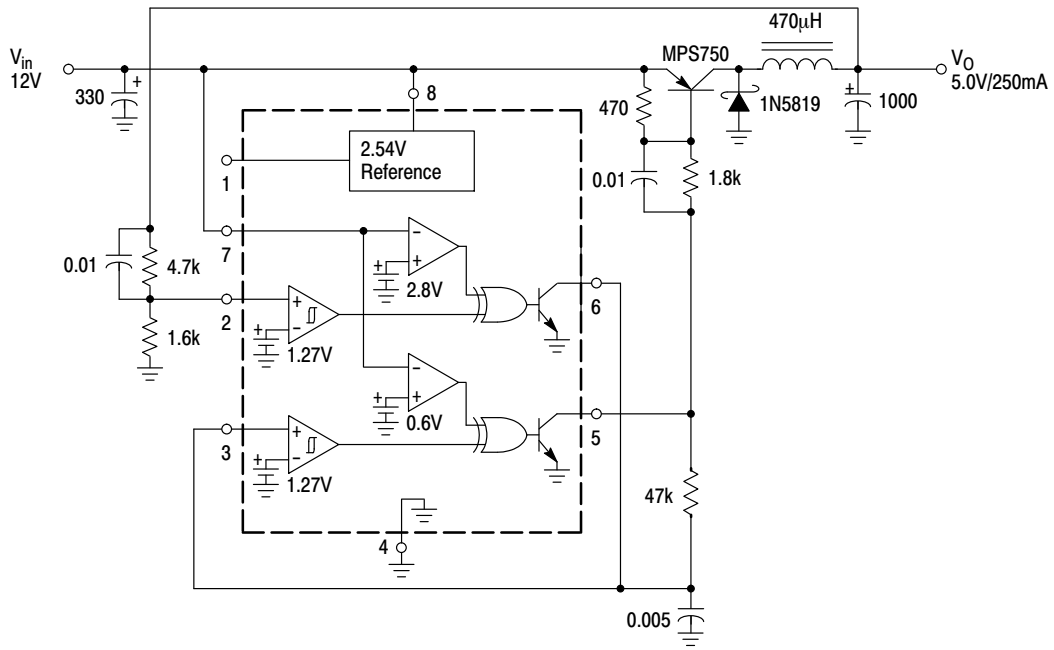 470μH
MPS750
V_in
12V
V_O
5.0V/250mA
330
8
470
1N5819
1000
2.54V
Reference
1
0.01
1.8k
7
0.01
4.7k
2.8V
6
2
1.6k
1.27V
0.6V
5
3
1.27V
47k
4
0.005
+
+
−
+
+
+
−
+
−
+
+
+
−
+